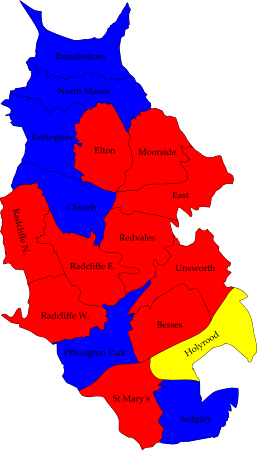 Ramsbottom
North Manor
Tottington
Elton
Moorside
East
Church
Radcliffe N.
Redvales
Radcliffe E.
Unsworth
Radcliffe W.
Besses
Holyrood
Pilkington Park
St Mary's
Sedgley